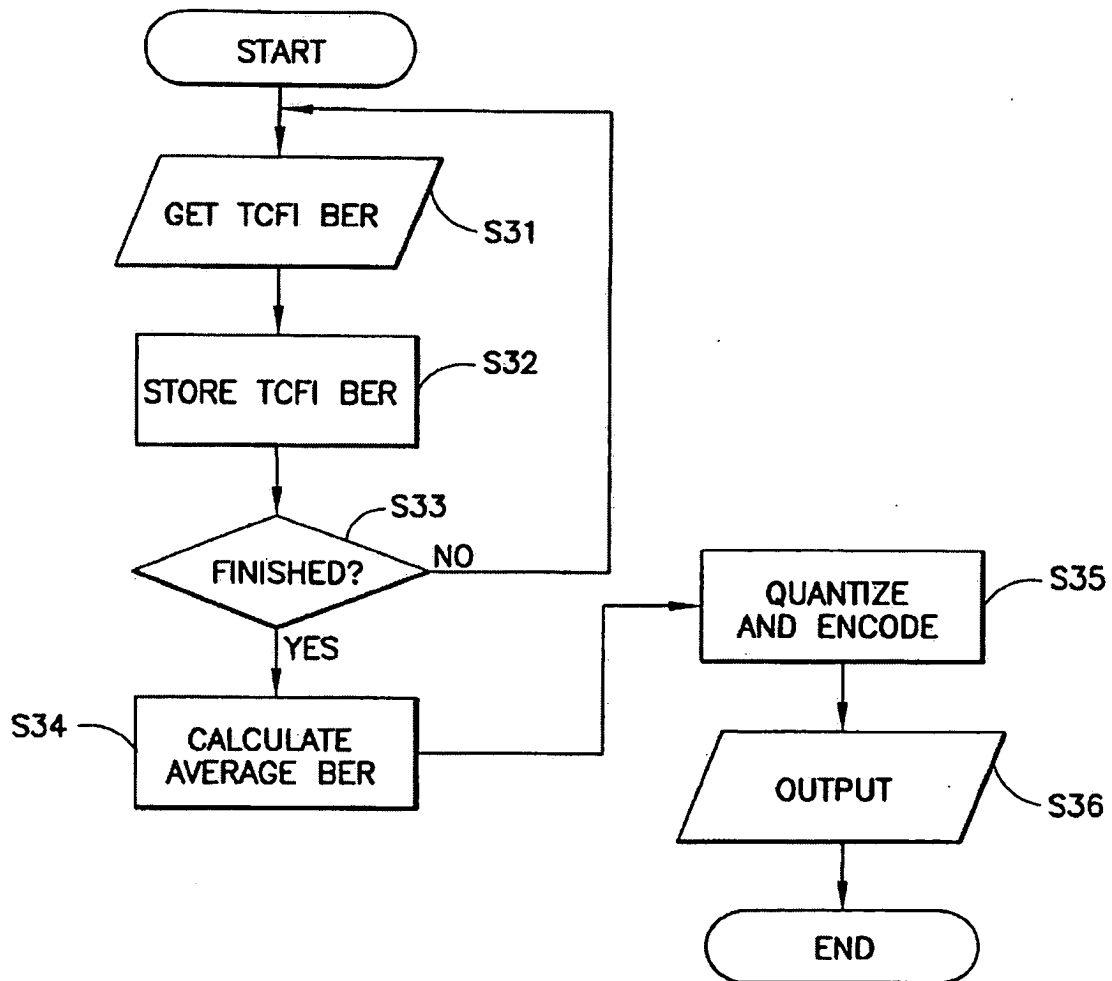 START
GET TCFI BER
S31
STORE TCFI BER
S32
S33
FINISHED?
NO
YES
S34
CALCULATE
AVERAGE BER
QUANTIZE
AND ENCODE
S35
OUTPUT
S36
END